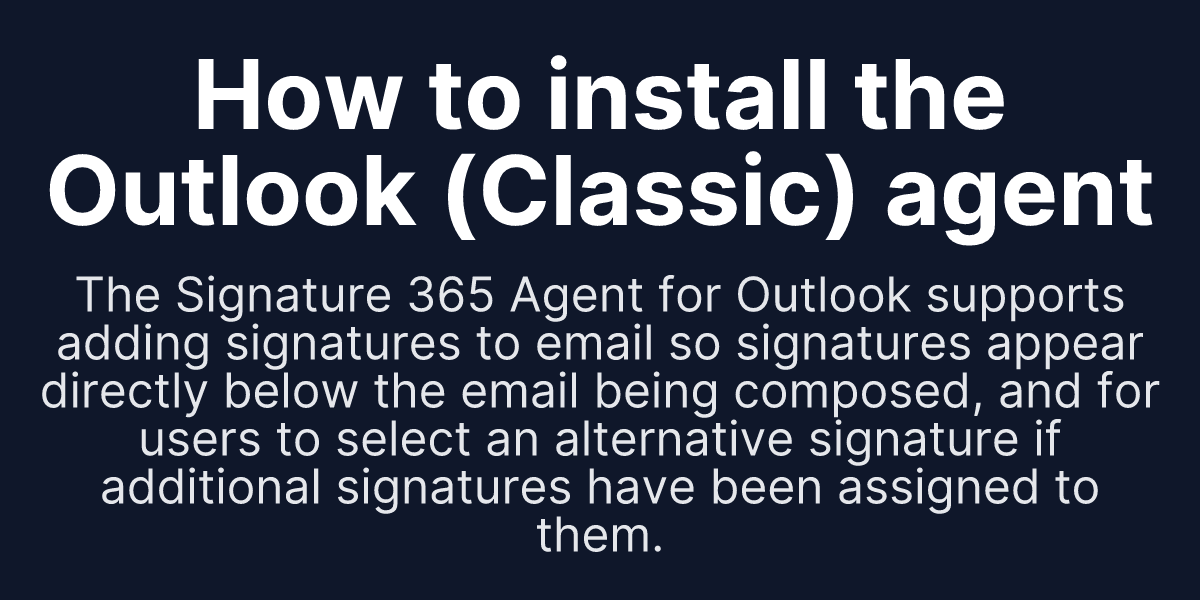 How to install the
Outlook (Classic) agent
The Signature 365 Agent for Outlook supports
adding signatures to email so signatures appear
directly below the email being composed, and for
users to select an alternative signature if
additional signatures have been assigned to
them.